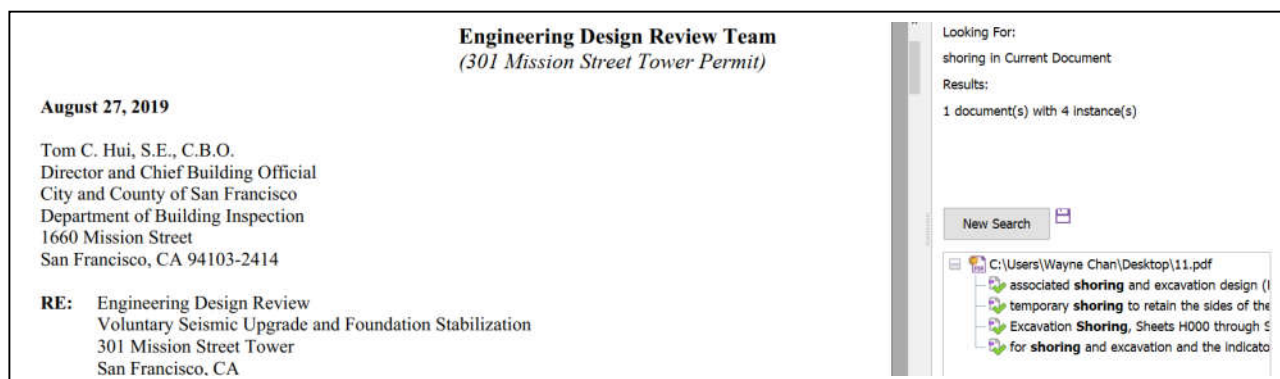 Engineering Design Review Team
(301 Mission Street Tower Permit)
August 27, 2019
Tom C. Hui, S.E., C.B.O.
Director and Chief Building Official
City and County of San Francisco
Department of Building Inspection
1660 Mission Street
San Francisco, CA 94103-2414
RE: Engineering Design Review
Voluntary Seismic Upgrade and Foundation Stabilization
301 Mission Street Tower
San Francisco, CA
Looking For:
shoring in Current Document
Results:
1 document(s) with 4 instance(s)
New Search
C:\Users\Wayne Chan\Desktop\11.pdf
associated shoring and excavation design (
temporary shoring to retain the sides of the
Excavation Shoring, Sheets H000 through
for shoring and excavation and the